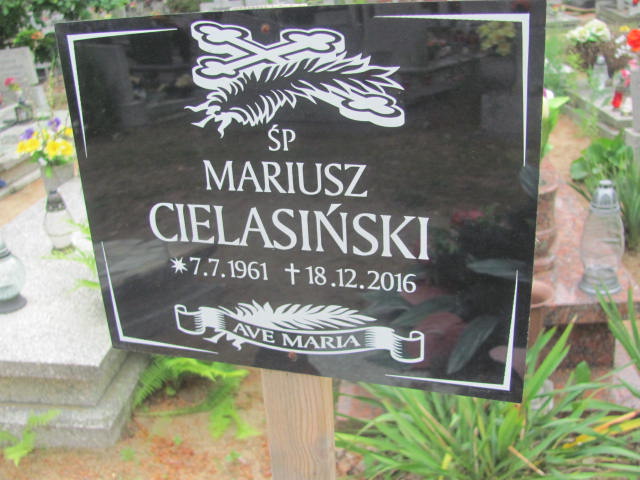 ŚP
MARIUSZ
CIELASIŃSKI
*7.7.1961 †18.12.2016
AVE MARIA